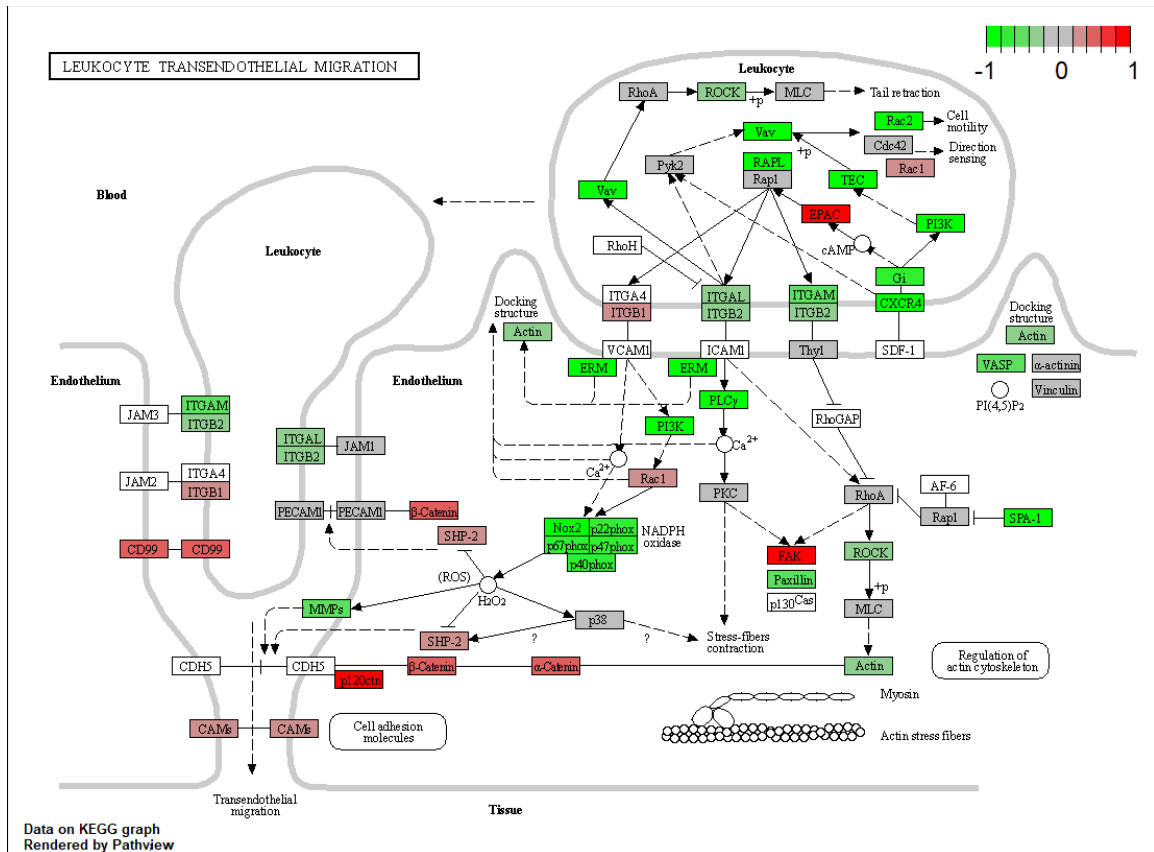 LEUKOCYTE TRANSENDOTHELIAL MIGRATION
-1 0 1
Leukocyte
RhoA
ROCK
+p
MLC
Tail retraction
Vav
Rac2
Cell
motility
Cdc42
Direction
sensing
Rac1
+p
Pyk2
RAPL
Rap1
TEC
Vav
EPAC
PI3K
cAMP
RhoH
Gi
CXCR4
Blood
Leukocyte
ITGA4
ITGB1
ITGAL
ITGB2
ITGAM
ITGB2
Docking
structure
Actin
VCAM1
ICAM1
Thy1
SDF-1
Docking
structure
Actin
VASP
α-actinin
Vinculin
PI(4,5)P2
Endothelium
Endothelium
ERM
ERM
PLCγ
PI3K
RhoGAP
Ca2+
Ca2+
JAM3
ITGAM
ITGB2
ITGAL
ITGB2
JAM1
JAM2
ITGA4
ITGB1
Rac1
PKC
RhoA
AF-6
Rap1
SPA-1
PECAM1
PECAM1
β-Catenin
SHP-2
Nox2
p22phox
p67phox
p47phox
p40phox
NADPH
oxidase
CD99
CD99
FAK
Paxillin
p130Cas
ROCK
+p
MLC
(ROS)
H2O2
MMPs
p38
SHP-2
?
?
Stress-fibers
contraction
CDH5
CDH5
p120ctn
β-Catenin
α-Catenin
Actin
Regulation of
actin cytoskeleton
Myosin
Actin stress fibers
CAMs
CAMs
Cell adhesion
molecules
Transendothelial
migration
Tissue
Data on KEGG graph
Rendered by Pathview